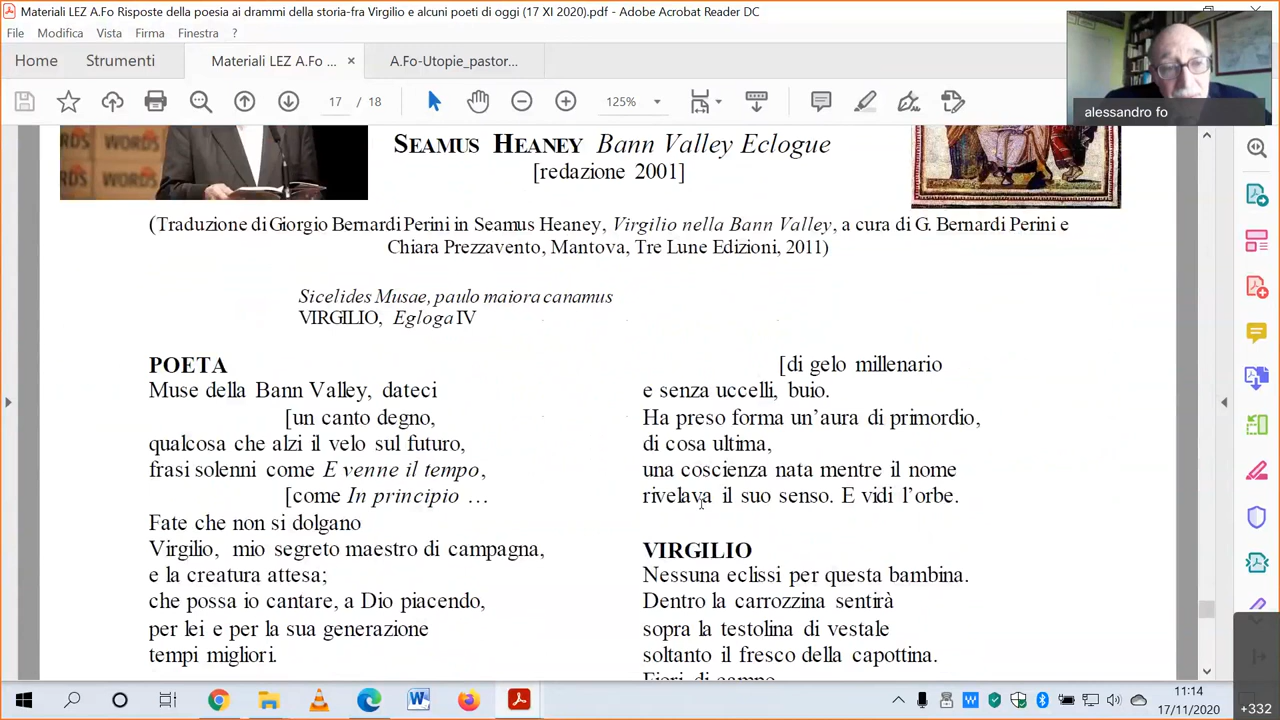 Materiali LEZ A.Fo Risposte della poesia ai drammi della storia-fra Virgilio e alcuni poeti di oggi (17 XI 2020).pdf - Adobe Acrobat Reader DC
File Modifica Vista Firma Finestra ?
Home Strumenti Materiali LEZ A.Fo ... × A.Fo-Utopie_pastor...
17 / 18 125%
alessandro fo
WORDS WORDS
WORDS
SEAMUS HEANEY Bann Valley Eclogue
[redazione 2001]
(Traduzione di Giorgio Bernardi Perini in Seamus Heaney, Virgilio nella Bann Valley, a cura di G. Bernardi Perini e
Chiara Prezzavento, Mantova, Tre Lune Edizioni, 2011)
Sicelides Musae, paulo maiora canamus
VIRGILIO, Egloga IV
POETA
Muse della Bann Valley, dateci
[un canto degno,
qualcosa che alzi il velo sul futuro,
frasi solenni come E venne il tempo,
[come In principio …
Fate che non si dolgano
Virgilio, mio segreto maestro di campagna,
e la creatura attesa;
che possa io cantare, a Dio piacendo,
per lei e per la sua generazione
tempi migliori.
[di gelo millenario
e senza uccelli, buio.
Ha preso forma un’aura di primordio,
di cosa ultima,
una coscienza nata mentre il nome
rivelava il suo senso. E vidi l’orbe.
VIRGILIO
Nessuna eclissi per questa bambina.
Dentro la carrozzina sentirà
sopra la testolina di vestale
soltanto il fresco della capottina.
Fiori di campo
11:14
17/11/2020
+332